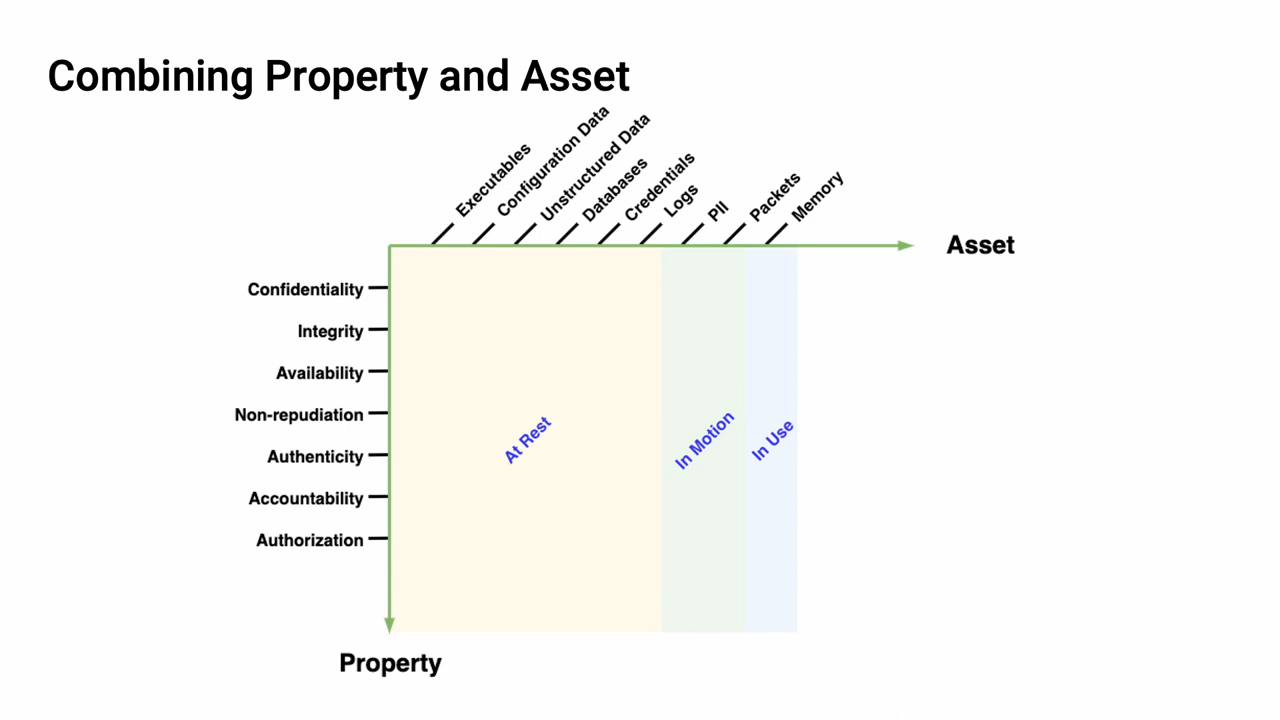 Combining Property and Asset
Executables
Configuration Data
Unstructured Data
Databases
Credentials
Logs
PII
Packets
Memory
Asset
Confidentiality
Integrity
Availability
Non-repudiation
Authenticity
Accountability
Authorization
At Rest
In Motion
In Use
Property